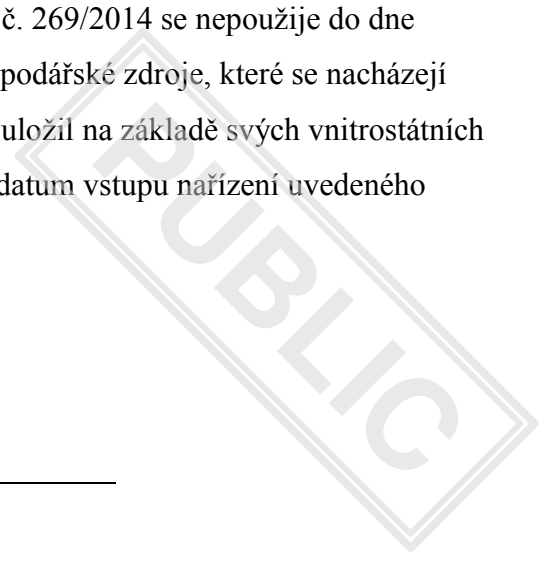 č. 269/2014 se nepoužije do dne
podářské zdroje, které se nacházejí
uložil na základě svých vnitrostátních
datum vstupu nařízení uvedeného
PUBLIC